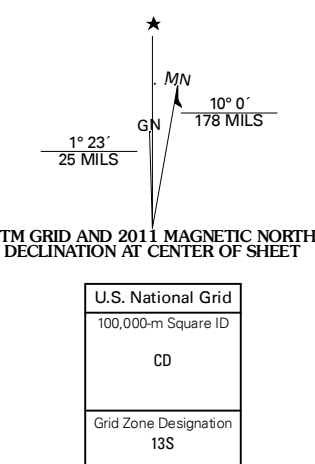 MN
GN
10° 0´
178 MILS
1° 23´
25 MILS
TM GRID AND 2011 MAGNETIC NORTH
DECLINATION AT CENTER OF SHEET
U.S. National Grid
100,000-m Square ID
CD
Grid Zone Designation
13S